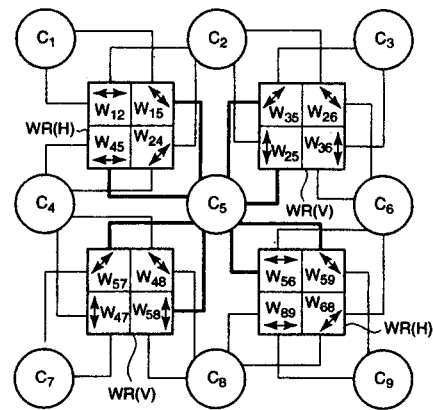 C1 C2 C3
W12 W15 W35 W26
WR(H) W45 W24 W25 W36
WR(V)
C4 C5 C6
W57 W48 W56 W59
W47 W58 W89 W68 WR(H)
WR(V)
C7 C8 C9